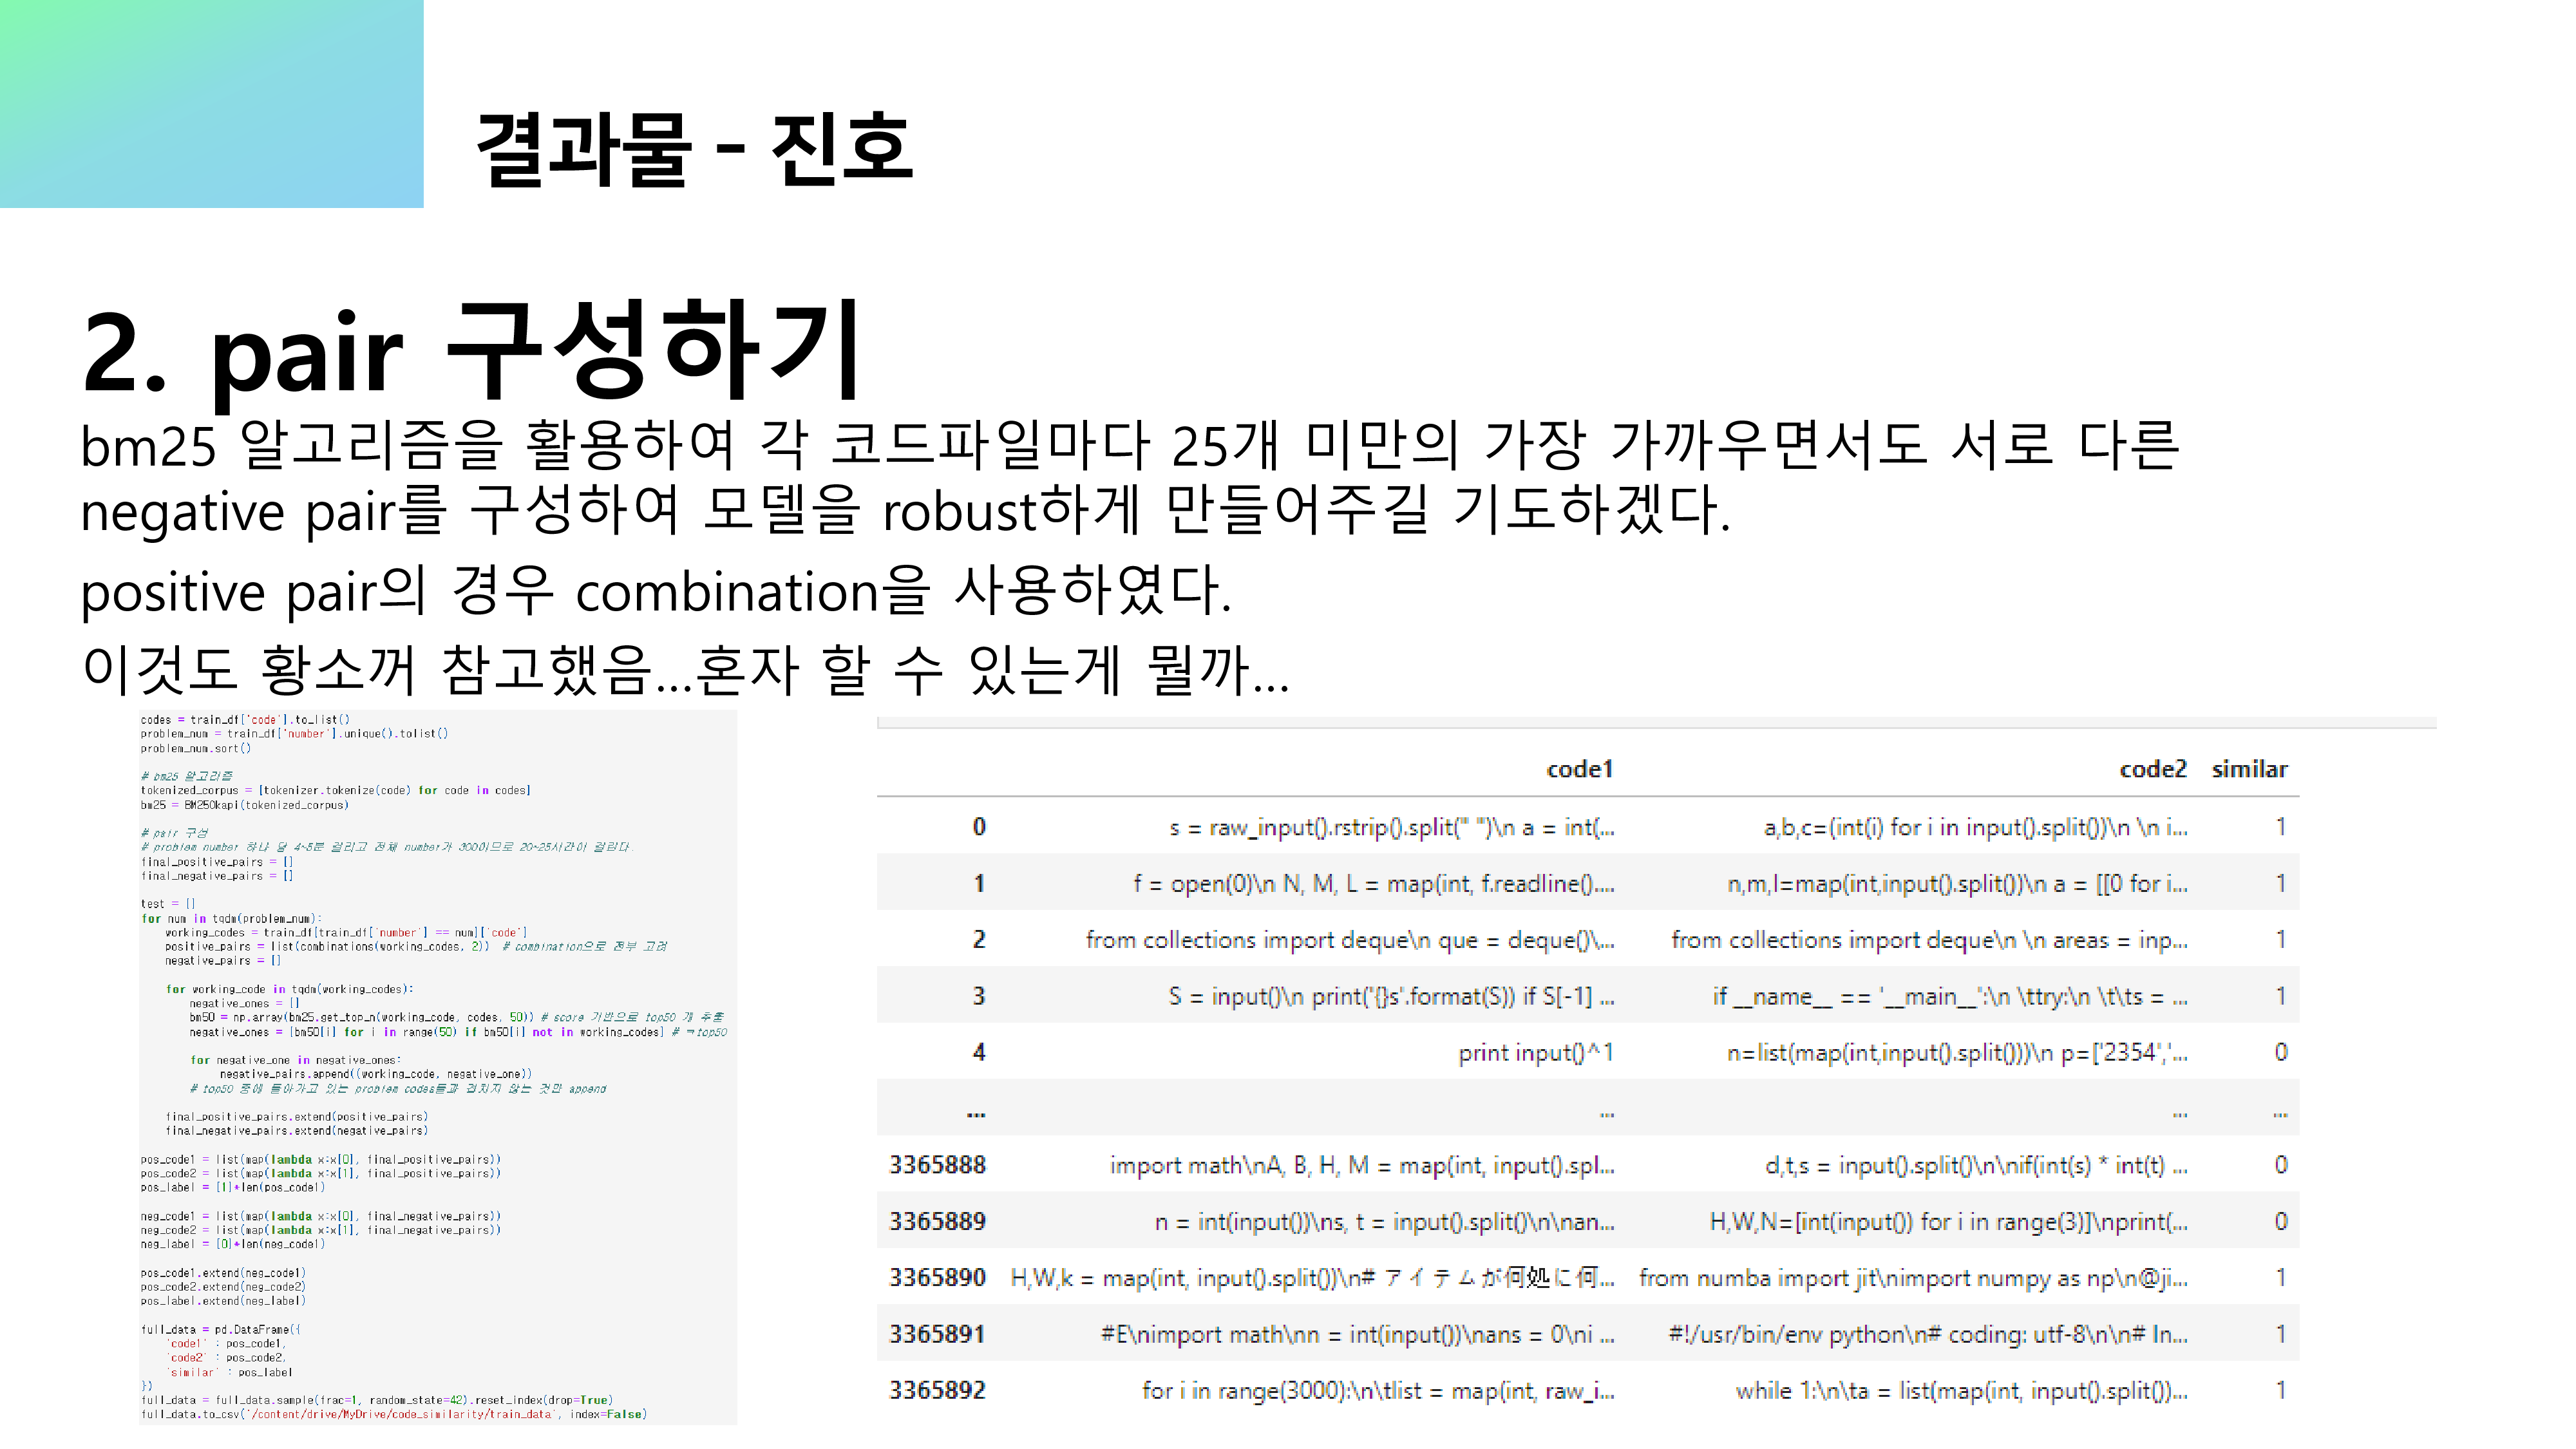 결과물 – 진호
2. pair 구성하기
bm25 알고리즘을 활용하여 각 코드파일마다 25개 미만의 가장 가까우면서도 서로 다른
negative pair를 구성하여 모델을 robust하게 만들어주길 기도하겠다.
positive pair의 경우 combination을 사용하였다.
이것도 황소꺼 참고했음...혼자 할 수 있는게 뭘까...
codes = train_df['code'].to_list()
problem_num = train_df['number'].unique().tolist()
problem_num.sort()
# bm25 알고리즘
tokenized_corpus = [tokenizer.tokenize(code) for code in codes]
bm25 = BM25Okapi(tokenized_corpus)
# pair 구성
# problem number 하나 당 4~5분 걸리고 전체 number가 300이므로 20~25시간이 걸린다.
final_positive_pairs = []
final_negative_pairs = []
test = []
for num in tqdm(problem_num):
working_codes = train_df[train_df['number'] == num]['code']
positive_pairs = list(combinations(working_codes, 2)) # combination으로 전부 고려
negative_pairs = []
for working_code in tqdm(working_codes):
negative_ones = []
bm50 = np.array(bm25.get_top_n(working_code, codes, 50)) # score 기반으로 top50 개 추출
negative_ones = [bm50[i] for i in range(50) if bm50[i] not in working_codes] # ㄱtop50
for negative_one in negative_ones:
negative_pairs.append((working_code, negative_one))
# top50 중에 돌아가고 있는 problem codes들과 겹치지 않는 것만 append
final_positive_pairs.extend(positive_pairs)
final_negative_pairs.extend(negative_pairs)
pos_code1 = list(map(lambda x:x[0], final_positive_pairs))
pos_code2 = list(map(lambda x:x[1], final_positive_pairs))
pos_label = [1]*len(pos_code1)
neg_code1 = list(map(lambda x:x[0], final_negative_pairs))
neg_code2 = list(map(lambda x:x[1], final_negative_pairs))
neg_label = [0]*len(neg_code1)
pos_code1.extend(neg_code1)
pos_code2.extend(neg_code2)
pos_label.extend(neg_label)
full_data = pd.DataFrame({
'code1' : pos_code1,
'code2' : pos_code2,
'similar' : pos_label
})
full_data = full_data.sample(frac=1, random_state=42).reset_index(drop=True)
full_data.to_csv('/content/drive/MyDrive/code_similarity/train_data', index=False)
code1 code2 similar
0 s = raw_input().rstrip().split(" ")\n a = int(... a,b,c=(int(i) for i in input().split())\n \n i... 1
1 f = open(0)\n N, M, L = map(int, f.readline().... n,m,l=map(int,input().split())\n a = [[0 for i... 1
2 from collections import deque\n que = deque()\... from collections import deque\n \n areas = inp... 1
3 S = input()\n print('{}s'.format(S)) if S[-1] ... if __name__ == '__main__':\n \ttry:\n \t\ts = ... 1
4 print input()^1 n=list(map(int,input().split()))\n p=['2354','... 0
... ... ... ...
3365888 import math\nA, B, H, M = map(int, input().spl... d,t,s = input().split()\n\nif(int(s) * int(t) ... 0
3365889 n = int(input())\ns, t = input().split()\n\nan... H,W,N=[int(input()) for i in range(3)]\nprint(... 0
3365890 H,W,k = map(int, input().split())\n# アイテムが何処に何... from numba import jit\nimport numpy as np\n@ji... 1
3365891 #E\nimport math\nn = int(input())\nans = 0\ni ... #!/usr/bin/env python\n# coding: utf-8\n\n# In... 1
3365892 for i in range(3000):\n\tlist = map(int, raw_i... while 1:\n\ta = list(map(int, input().split())... 1